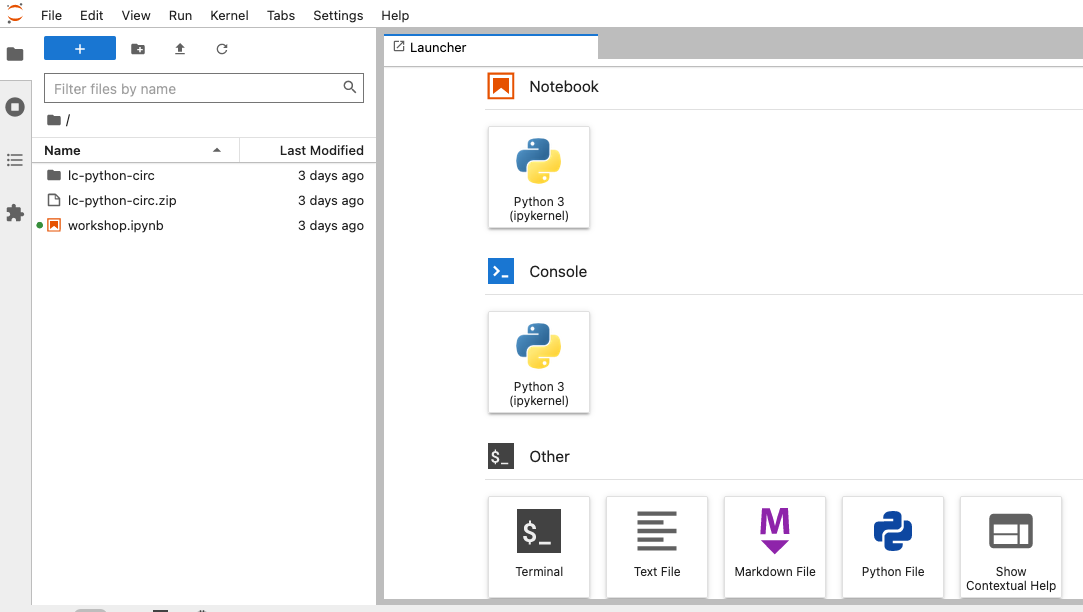 File Edit View Run Kernel Tabs Settings Help
+
Filter files by name
/
Name Last Modified
lc-python-circ 3 days ago
lc-python-circ.zip 3 days ago
workshop.ipynb 3 days ago
Launcher
Notebook
Python 3
(ipykernel)
>_ Console
Python 3
(ipykernel)
$_ Other
$_
Terminal
Text File
M
Markdown File
Python File
Show
Contextual Help